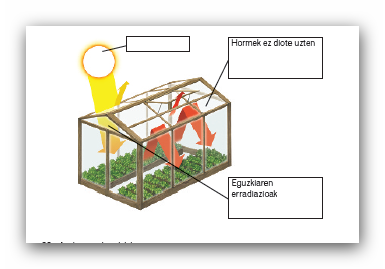 Hormek ez diote uzten
Eguzkiaren
erradiazioak